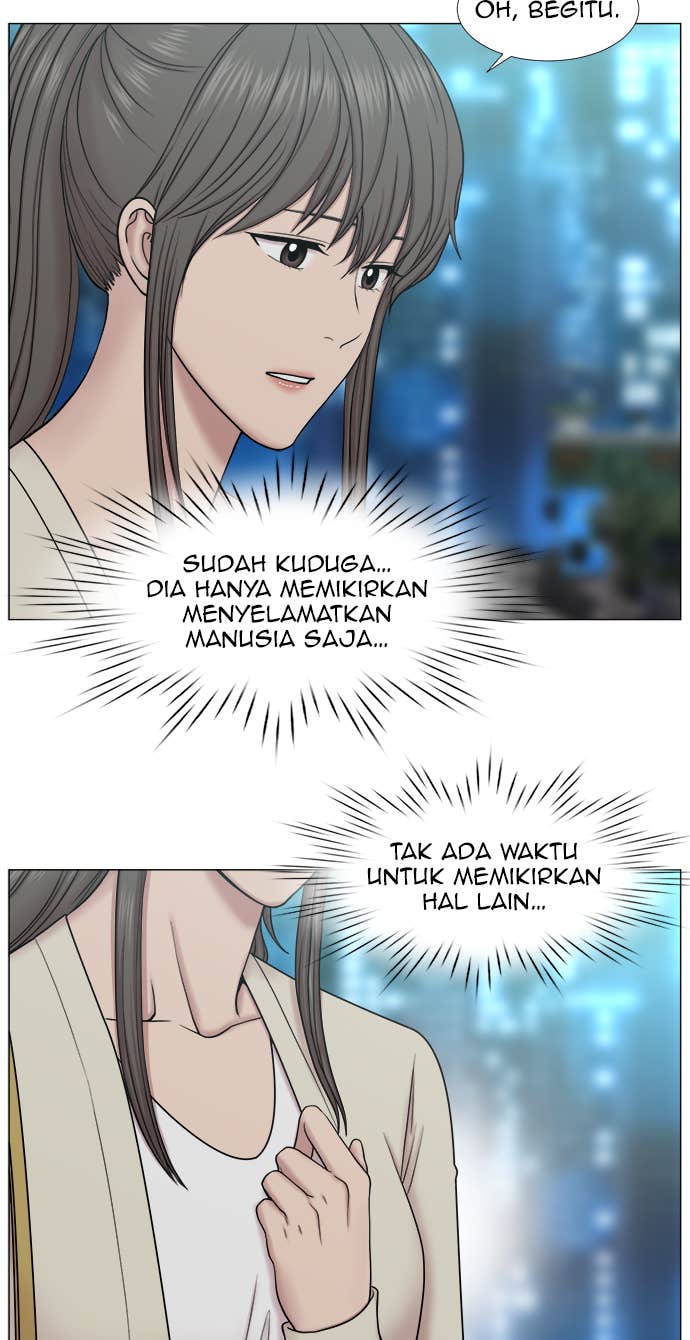 OH, BEGITU.
SUDAH KUDUGA...
DIA HANYA MEMIKIRKAN
MENYELAMATKAN
MANUSIA SAJA...
TAK ADA WAKTU
UNTUK MEMIKIRKAN
HAL LAIN...